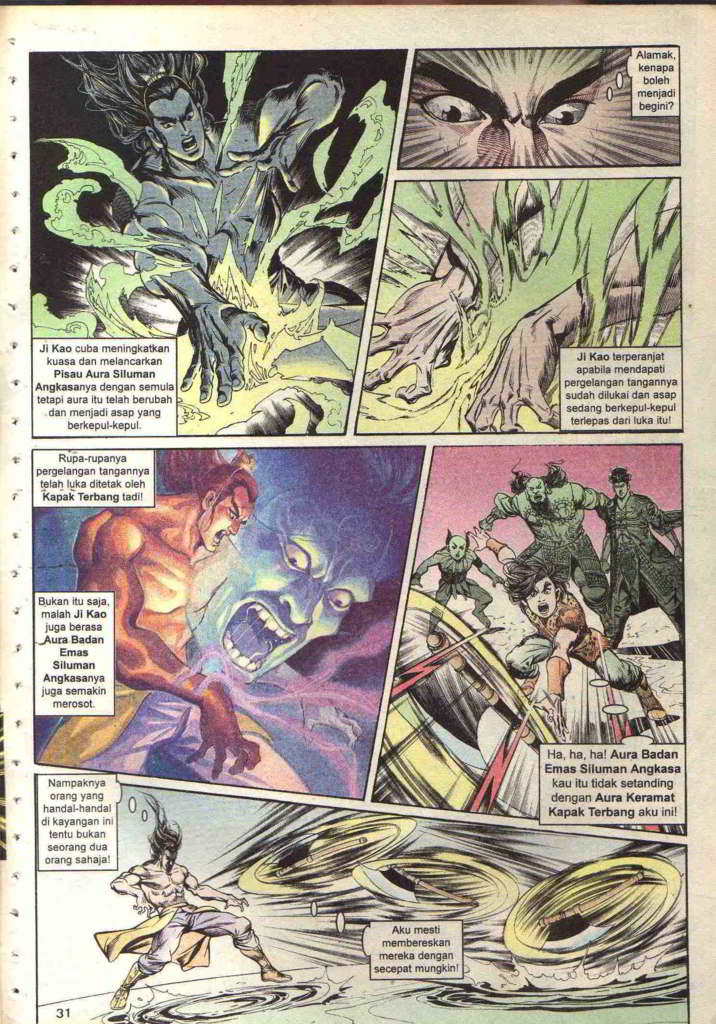 Ji Kao cuba meningkatkan
kuasa dan melancarkan
Pisau Aura Siluman
Angkasanya dengan semula
tetapi aura itu telah berubah
dan menjadi asap yang
berkepul-kepul.
Alamak,
kenapa
boleh
menjadi
begini?
Ji Kao terperanjat
apabila mendapati
pergelangan tangannya
sudah dilukai dan asap
sedang berkepul-kepul
terlepas dari luka itu!
Rupa-rupanya
pergelangan tangannya
telah luka ditetak oleh
Kapak Terbang tadi!
Bukan itu saja,
malah Ji Kao
juga berasa
Aura Badan
Emas
Siluman
Angkasanya
juga semakin
merosot.
Ha, ha, ha! Aura Badan
Emas Siluman Angkasa
kau itu tidak setanding
dengan Aura Keramat
Kapak Terbang aku ini!
Nampaknya
orang yang
handal-handal
di kayangan ini
tentu bukan
seorang dua
orang sahaja!
Aku mesti
membereskan
mereka dengan
secepat mungkin!
31